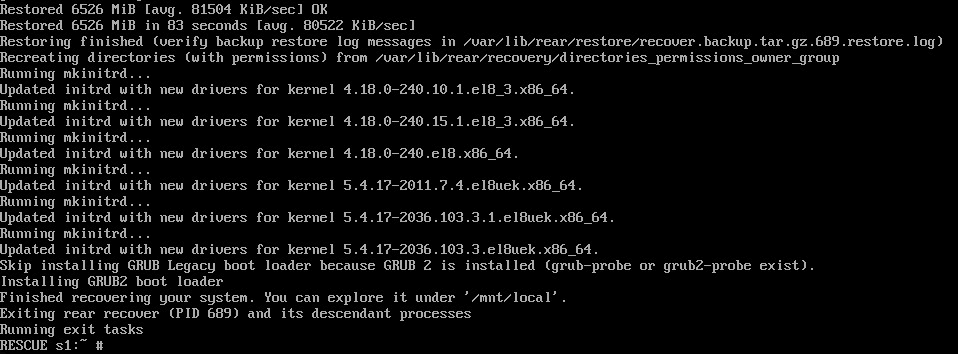 Restored 6526 MiB [avg. 81504 KiB/sec] OK
Restored 6526 MiB in 83 seconds [avg. 80522 KiB/sec]
Restoring finished (verify backup restore log messages in /var/lib/rear/restore/recover.backup.tar.gz.689.restore.log)
Recreating directories (with permissions) from /var/lib/rear/recovery/directories_permissions_owner_group
Running mkinitrd...
Updated initrd with new drivers for kernel 4.18.0-240.10.1.el8_3.x86_64.
Running mkinitrd...
Updated initrd with new drivers for kernel 4.18.0-240.15.1.el8_3.x86_64.
Running mkinitrd...
Updated initrd with new drivers for kernel 4.18.0-240.el8.x86_64.
Running mkinitrd...
Updated initrd with new drivers for kernel 5.4.17-2011.7.4.el8uek.x86_64.
Running mkinitrd...
Updated initrd with new drivers for kernel 5.4.17-2036.103.3.1.el8uek.x86_64.
Running mkinitrd...
Updated initrd with new drivers for kernel 5.4.17-2036.103.3.el8uek.x86_64.
Skip installing GRUB Legacy boot loader because GRUB 2 is installed (grub-probe or grub2-probe exist).
Installing GRUB2 boot loader
Finished recovering your system. You can explore it under '/mnt/local'.
Exiting rear recover (PID 689) and its descendant processes
Running exit tasks
RESCUE s1:~ #